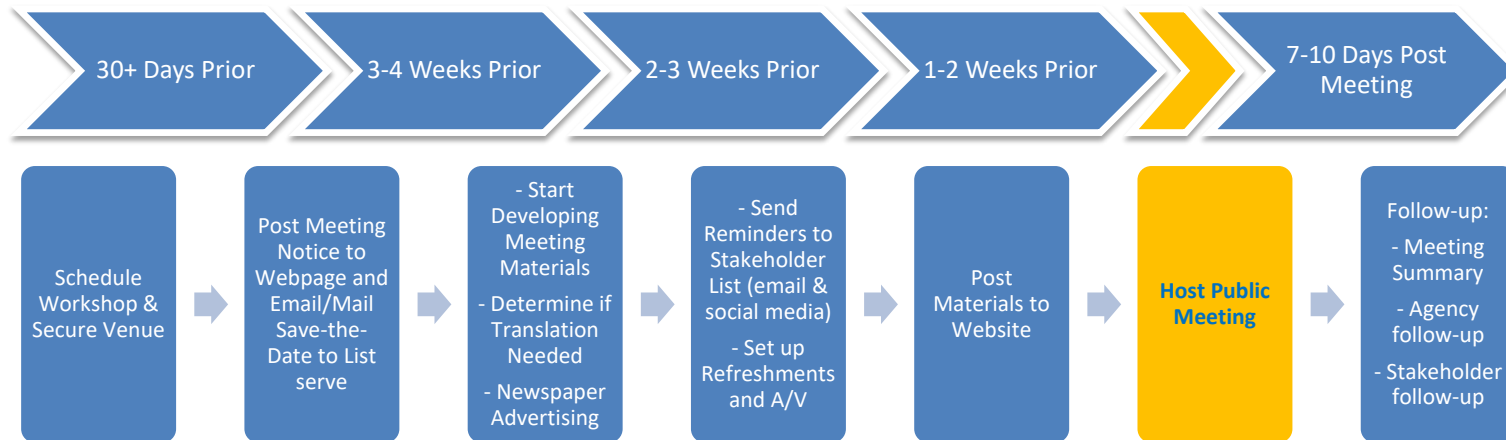 30+ Days Prior
3-4 Weeks Prior
2-3 Weeks Prior
1-2 Weeks Prior
7-10 Days Post
Meeting
Schedule
Workshop &
Secure Venue
Post Meeting
Notice to
Webpage and
Email/Mail
Save-the-
Date to List
serve
- Start
Developing
Meeting
Materials
- Determine if
Translation
Needed
- Newspaper
Advertising
- Send
Reminders to
Stakeholder
List (email &
social media)
- Set up
Refreshments
and A/V
Post
Materials to
Website
Host Public
Meeting
Follow-up:
- Meeting
Summary
- Agency
follow-up
- Stakeholder
follow-up